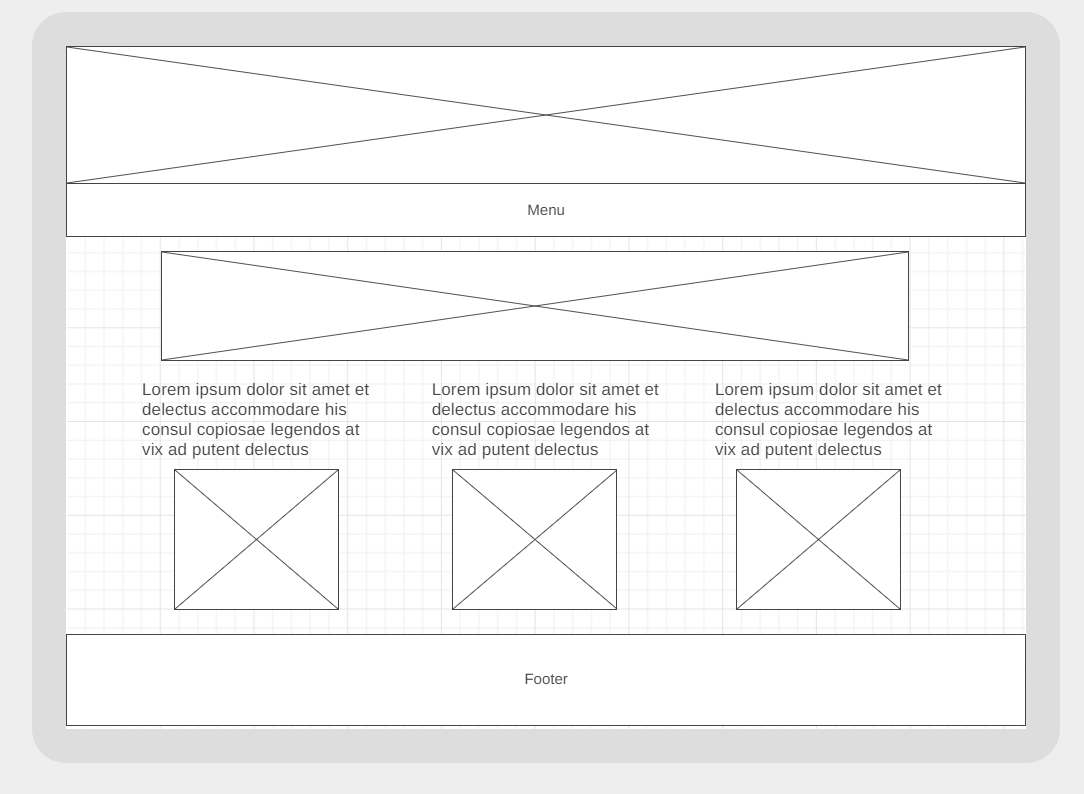 Menu
Lorem ipsum dolor sit amet et
delectus accommodare his
consul copiosae legendos at
vix ad putent delectus
Lorem ipsum dolor sit amet et
delectus accommodare his
consul copiosae legendos at
vix ad putent delectus
Lorem ipsum dolor sit amet et
delectus accommodare his
consul copiosae legendos at
vix ad putent delectus
Footer